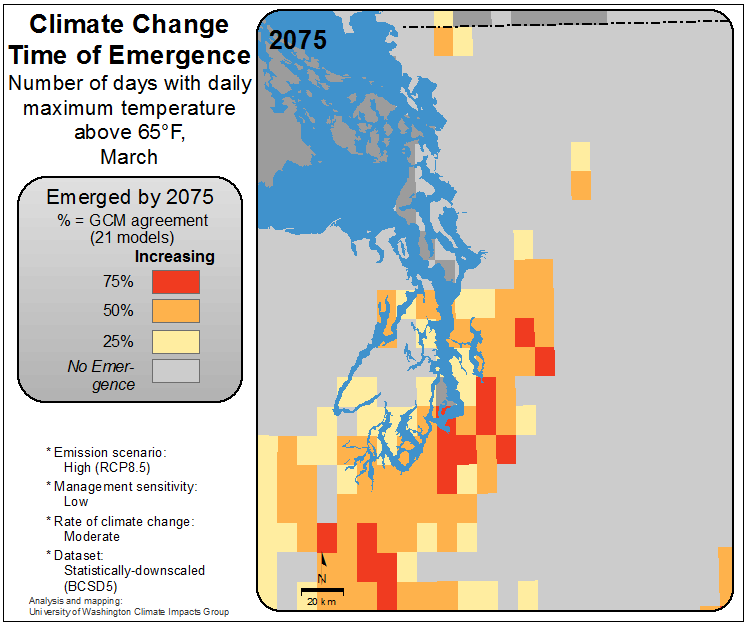 Climate Change
Time of Emergence
Number of days with daily
maximum temperature
above 65°F,
March
2075
Emerged by 2075
% = GCM agreement
(21 models)
Increasing
75%
50%
25%
No Emer-
gence
* Emission scenario:
High (RCP8.5)
* Management sensitivity:
Low
* Rate of climate change:
Moderate
* Dataset:
Statistically-downscaled
(BCSD5)
Analysis and mapping:
University of Washington Climate Impacts Group
N
20 km